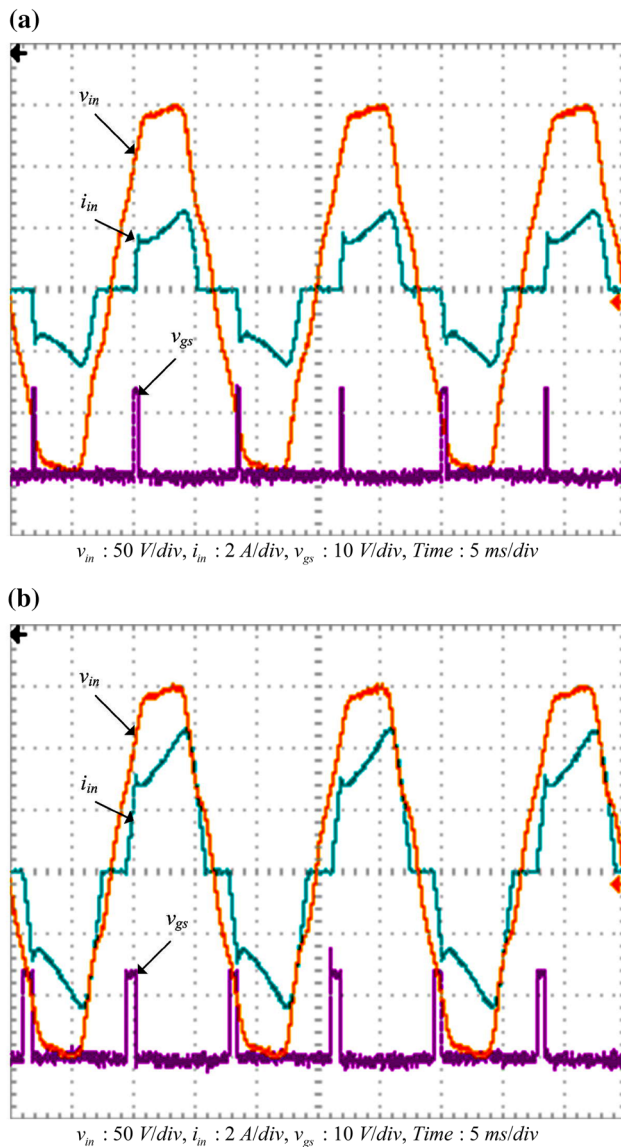 (a)
v_in
i_in
v_gs
v_in : 50 V/div, i_in : 2 A/div, v_gs : 10 V/div, Time : 5 ms/div
(b)
v_in
i_in
v_gs
v_in : 50 V/div, i_in : 2 A/div, v_gs : 10 V/div, Time : 5 ms/div